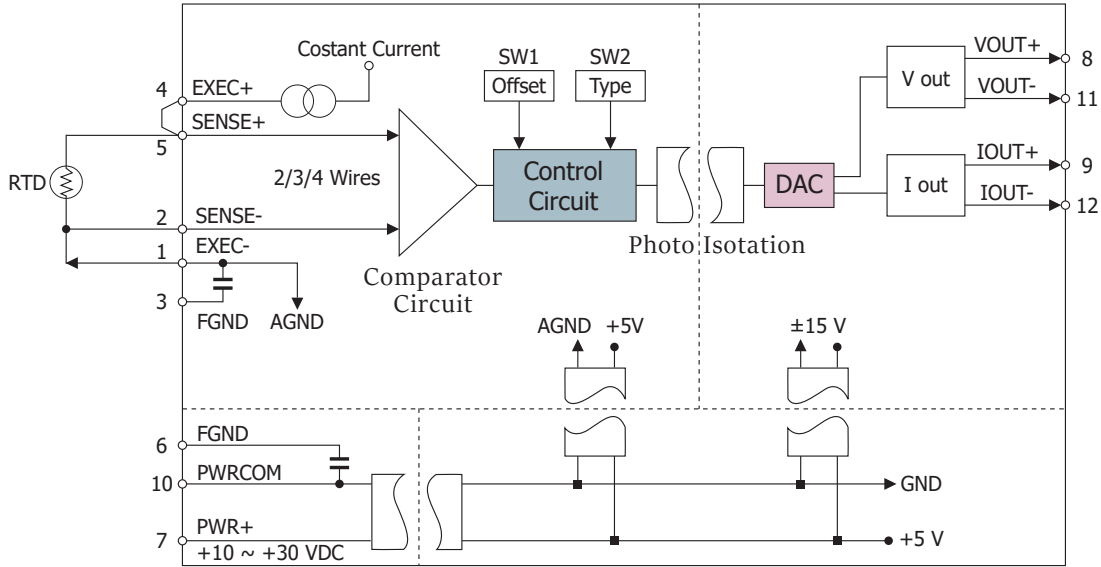 Costant Current
SW1
SW2
Offset
Type
VOUT+
8
V out
VOUT-
11
4
EXEC+
SENSE+
5
RTD
2/3/4 Wires
Control
Circuit
DAC
IOUT+
9
I out
IOUT-
12
2
SENSE-
Photo Isotation
1
EXEC-
Comparator
Circuit
3
FGND
AGND
AGND
+5V
±15 V
6
FGND
10
PWRCOM
GND
7
PWR+
+10 ~ +30 VDC
+5 V